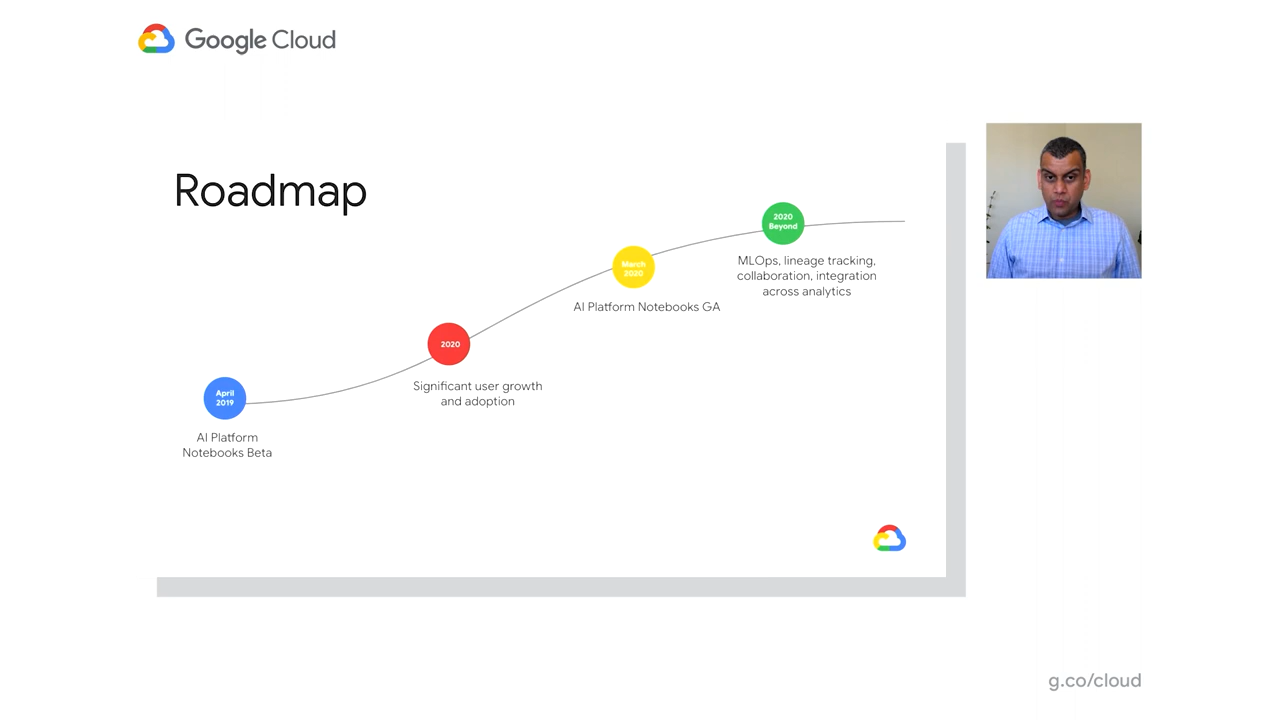 Google Cloud
Roadmap
2020
Beyond
MLOps, lineage tracking,
collaboration, integration
across analytics
March
2020
AI Platform Notebooks GA
2020
Significant user growth
and adoption
April
2019
AI Platform
Notebooks Beta
g.co/cloud